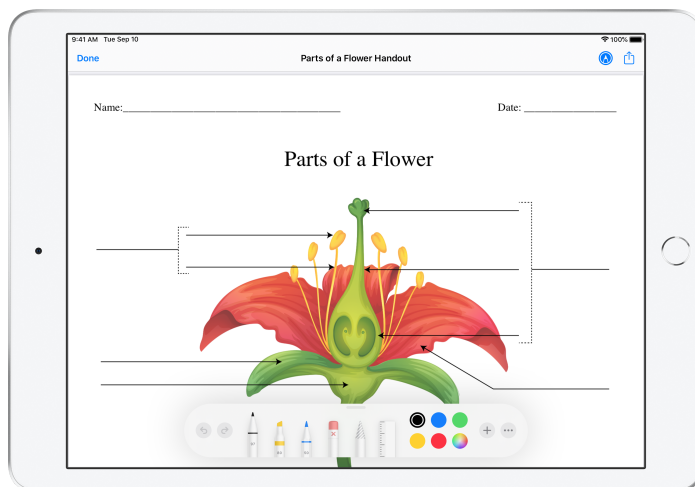 9:41 AM Tue Sep 10 100%
Done Parts of a Flower Handout
Name: Date:
Parts of a Flower